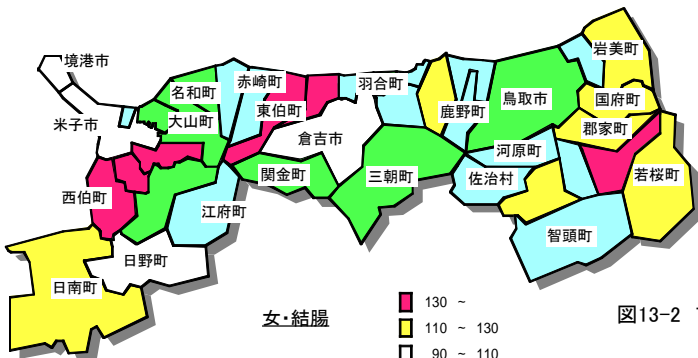 境港市
岩美町
名和町
赤崎町
羽合町
国府町
鳥取市
東伯町
鹿野町
米子市
大山町
倉吉市
郡家町
河原町
関金町
三朝町
佐治村
若桜町
西伯町
江府町
智頭町
日野町
日南町
女・結腸
130 ~
110 ~ 130
90 ~ 110
図13-2